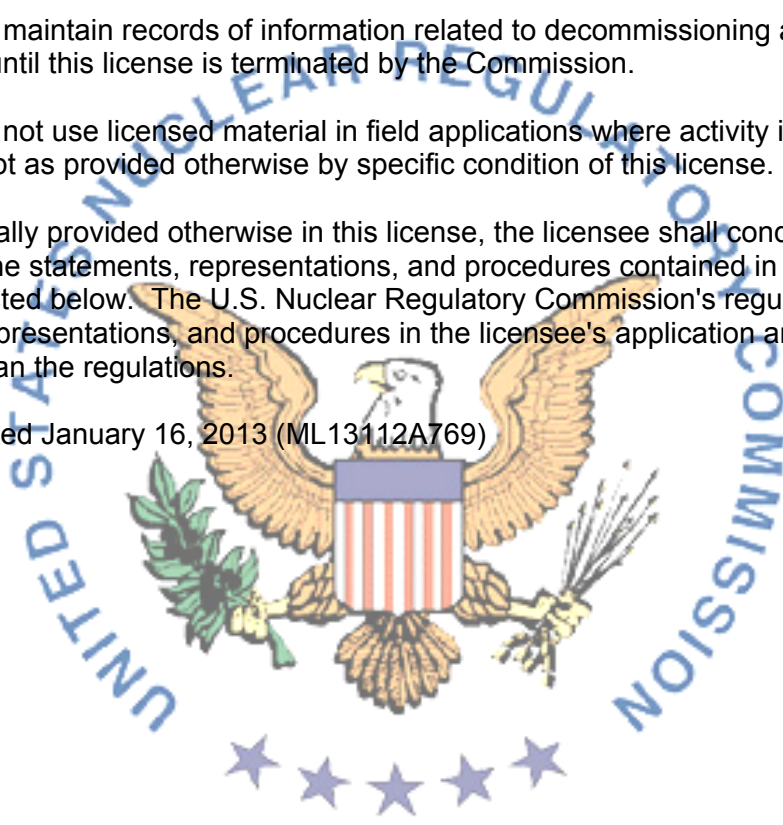 maintain records of information related to decommissioning a
until this license is terminated by the Commission.
not use licensed material in field applications where activity i
ot as provided otherwise by specific condition of this license.
ally provided otherwise in this license, the licensee shall cond
he statements, representations, and procedures contained in
ted below.  The U.S. Nuclear Regulatory Commission's regu
presentations, and procedures in the licensee's application a
an the regulations.
ed January 16, 2013 (ML13112A769)
UNITED STATES NUCLEAR REGULATORY COMMISSION